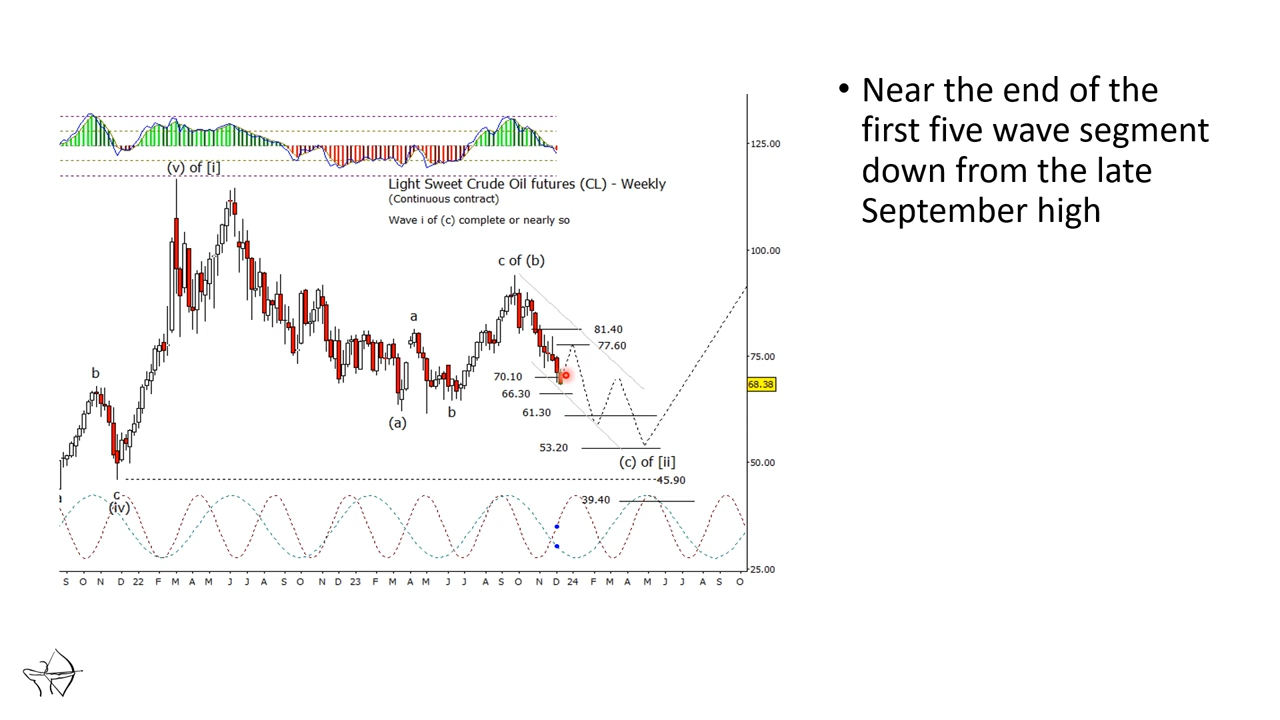 • Near the end of the
first five wave segment
down from the late
September high
125.00
(v) of [i]
Light Sweet Crude Oil futures (CL) - Weekly
(Continuous contract)
Wave i of (c) complete or nearly so
100.00
c of (b)
a
81.40
77.60
75.00
b
70.10
68.38
66.30
(a)
b
61.30
53.20
(c) of [ii]
50.00
45.90
a
c
(iv)
39.40
25.00
S O N D 22 F M A M J J A S O N D 23 F M A M J J A S O N D 24 F M A M J J A S O